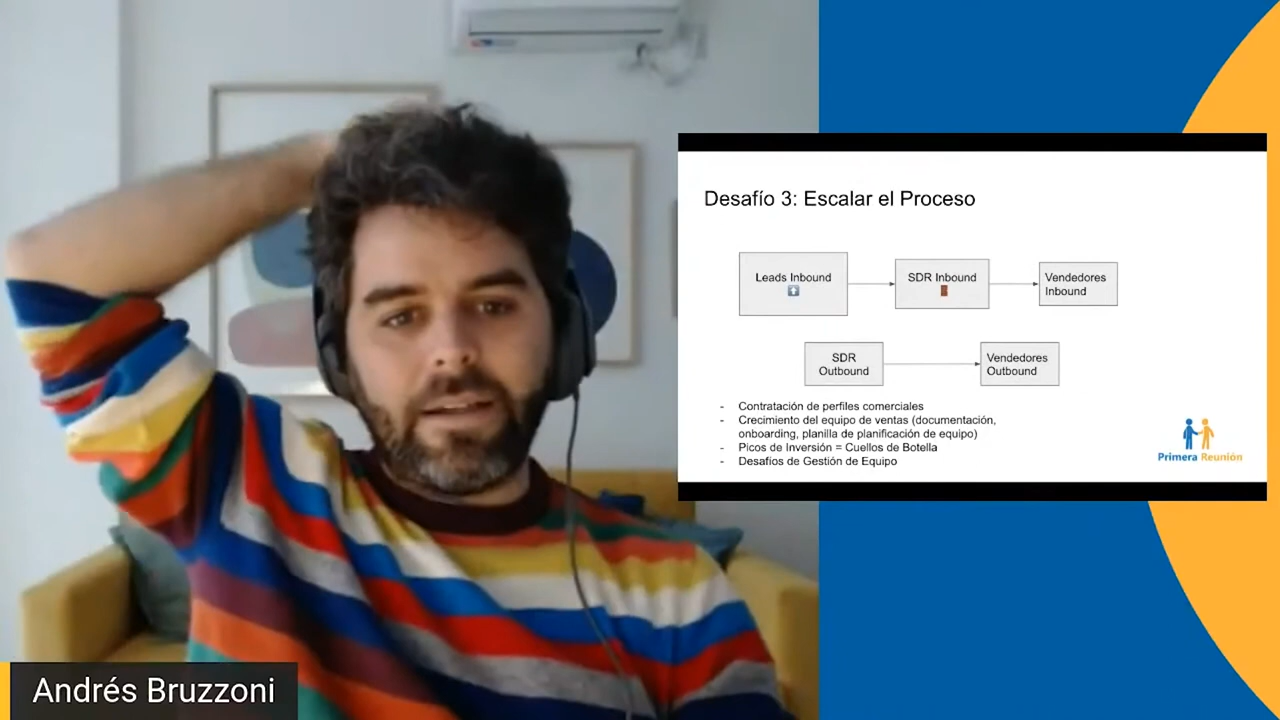 Desafío 3: Escalar el Proceso
Leads Inbound
SDR Inbound
Vendedores
Inbound
SDR
Outbound
Vendedores
Outbound
- Contratación de perfiles comerciales
- Crecimiento del equipo de ventas (documentación,
onboarding, planilla de planificación de equipo)
- Picos de Inversión = Cuellos de Botella
- Desafios de Gestión de Equipo
Primera Reunión
Andrés Bruzzoni